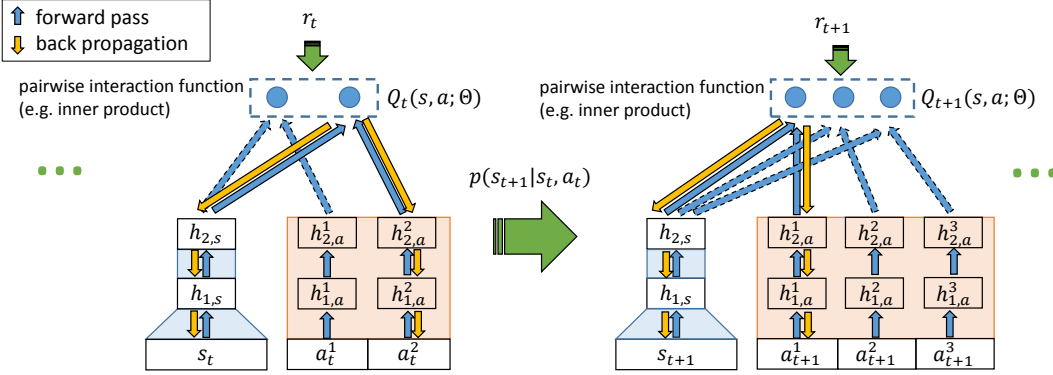 forward pass
back propagation
r_t
pairwise interaction function
(e.g. inner product)
Q_t(s, a; Θ)
h_{2,s}
h^1_{2,a}
h^2_{2,a}
h_{1,s}
h^1_{1,a}
h^2_{1,a}
s_t
a^1_t
a^2_t
p(s_{t+1}|s_t, a_t)
r_{t+1}
pairwise interaction function
(e.g. inner product)
Q_{t+1}(s, a; Θ)
h_{2,s}
h^1_{2,a}
h^2_{2,a}
h^3_{2,a}
h_{1,s}
h^1_{1,a}
h^2_{1,a}
h^3_{1,a}
s_{t+1}
a^1_{t+1}
a^2_{t+1}
a^3_{t+1}